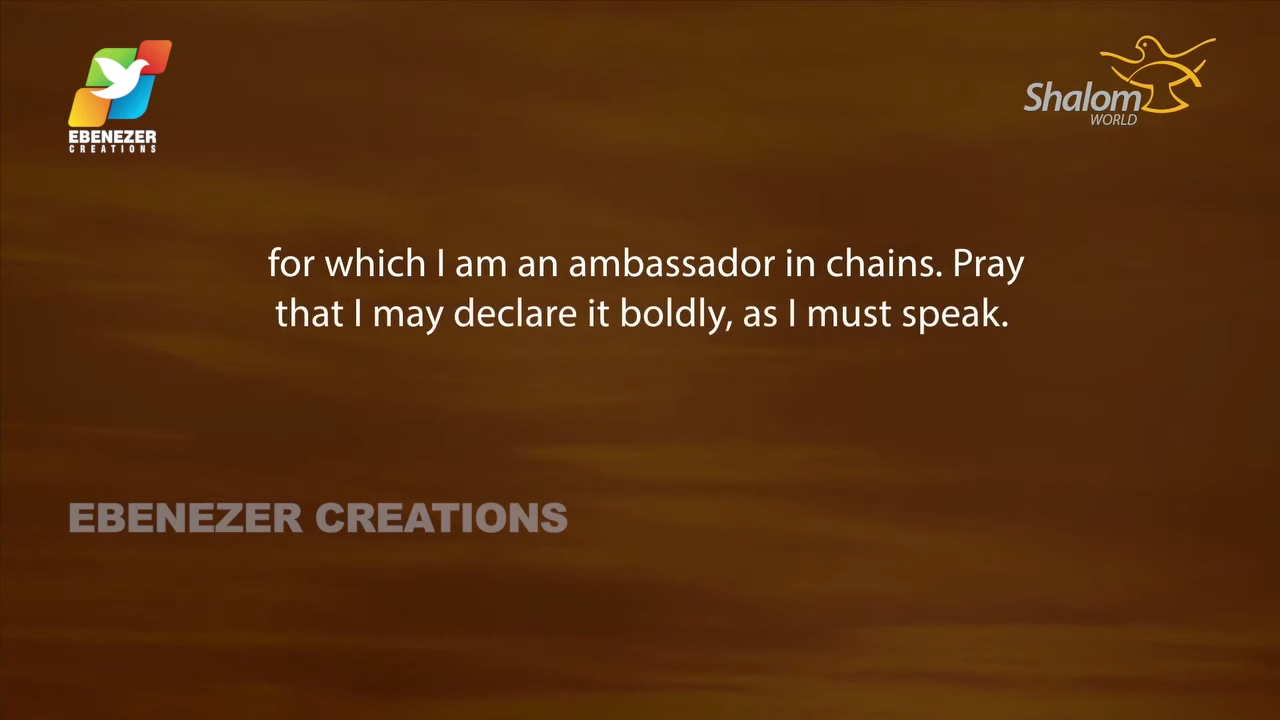 EBENEZER
CREATIONS
Shalom
WORLD
for which I am an ambassador in chains. Pray
that I may declare it boldly, as I must speak.
EBENEZER CREATIONS